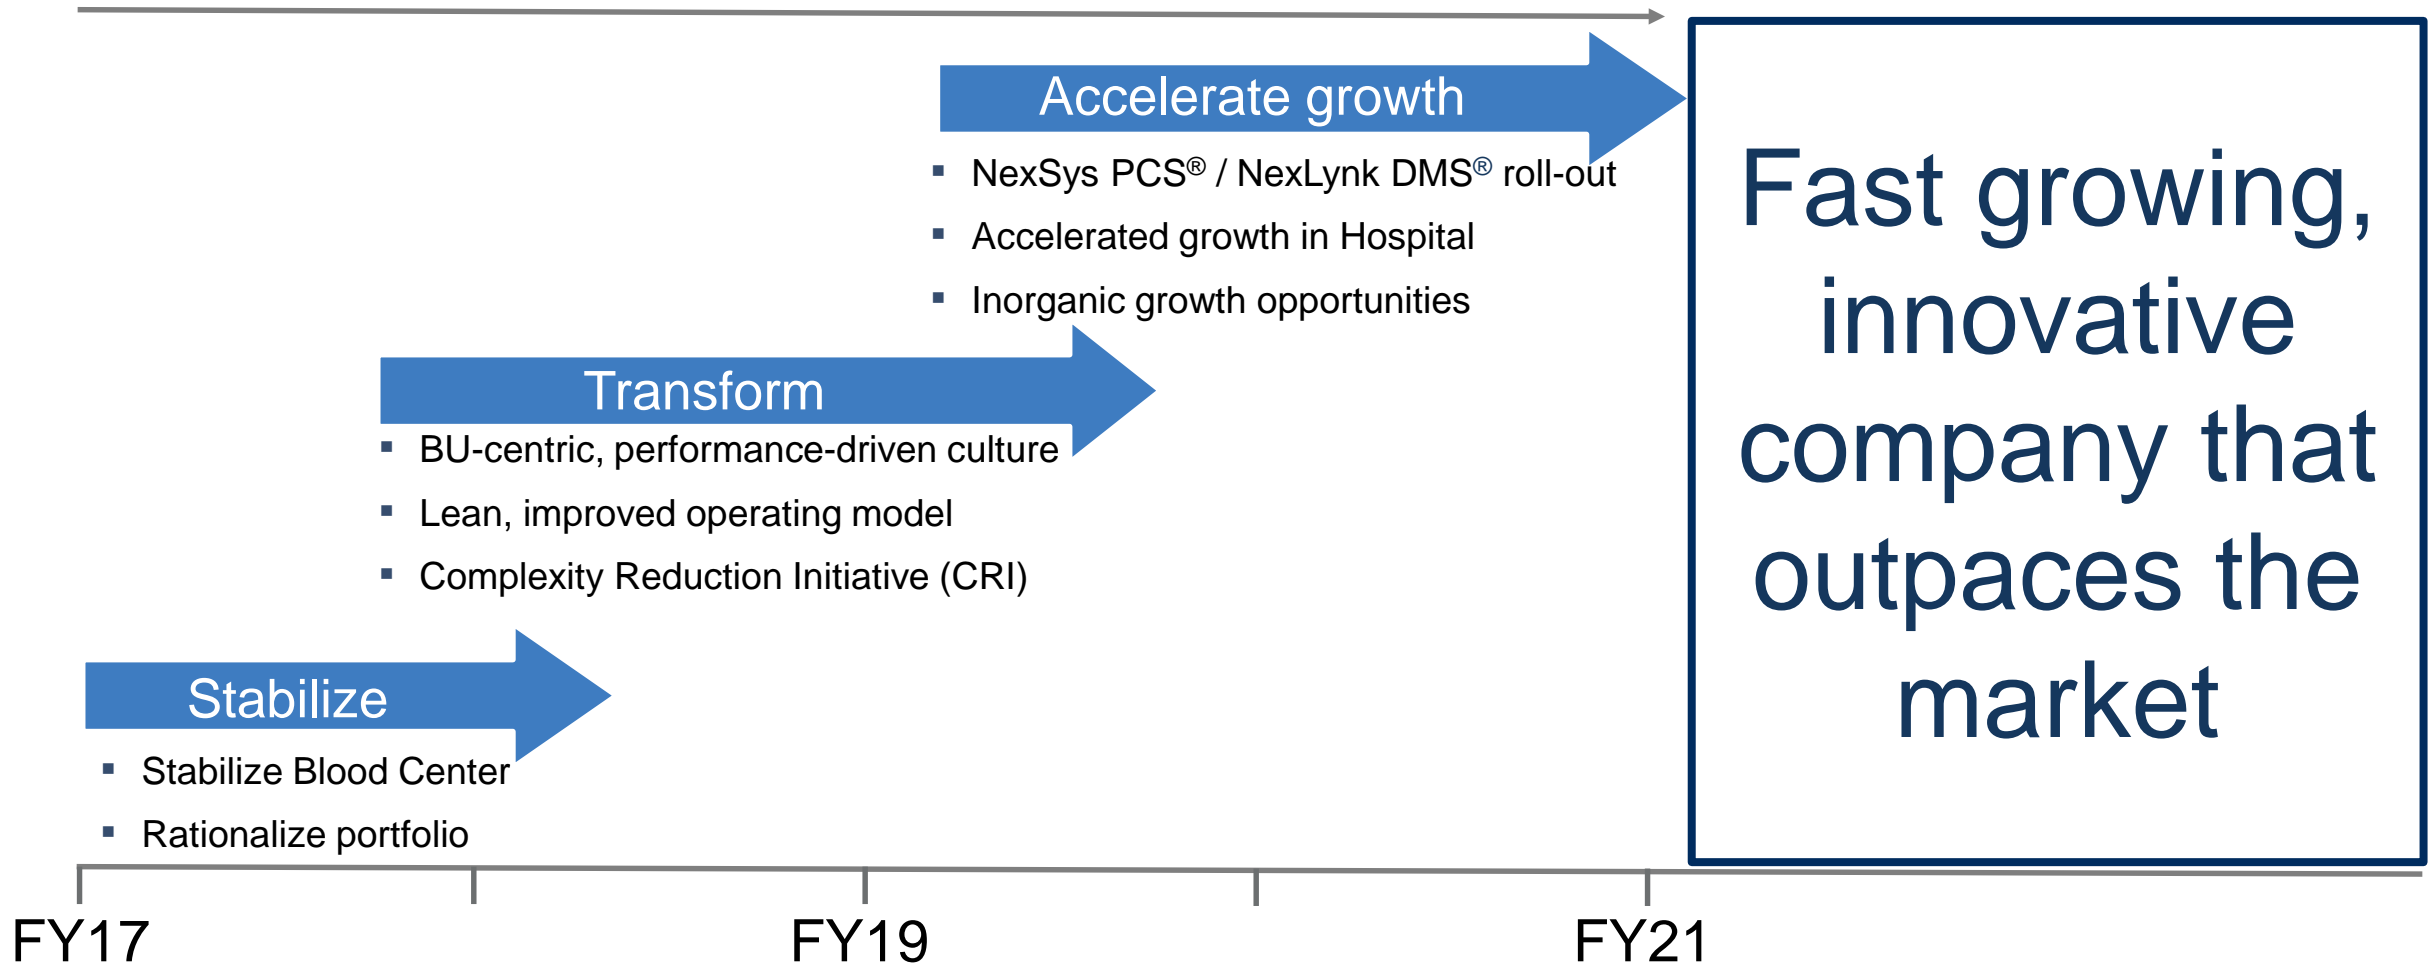 Accelerate growth
▪ NexSys PCS® / NexLynk DMS® roll-out
▪ Accelerated growth in Hospital
▪ Inorganic growth opportunities
Transform
▪ BU-centric, performance-driven culture
▪ Lean, improved operating model
▪ Complexity Reduction Initiative (CRI)
Stabilize
▪ Stabilize Blood Center
▪ Rationalize portfolio
Fast growing,
innovative
company that
outpaces the
market
FY17
FY19
FY21